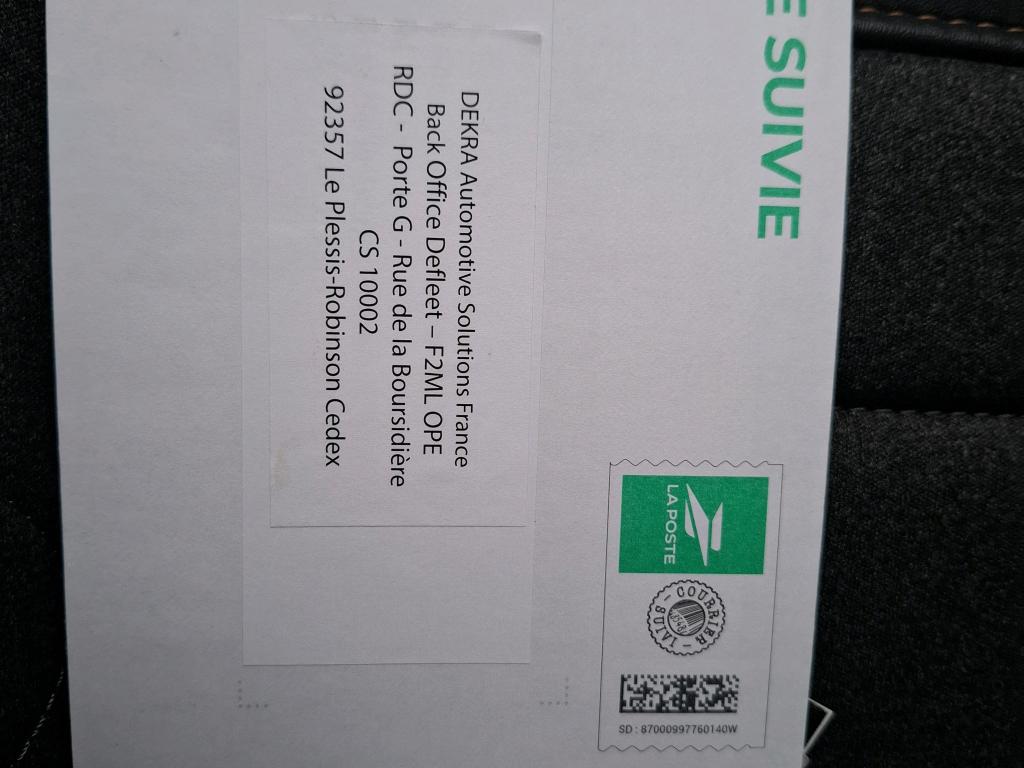 E SUIVIE
DEKRA Automotive Solutions France
Back Office Defleet – F2ML OPE
RDC - Porte G - Rue de la Boursidière
CS 10002
92357 Le Plessis-Robinson Cedex
LA POSTE
COURRIER - SUIVI -
SD : 87000997760140W